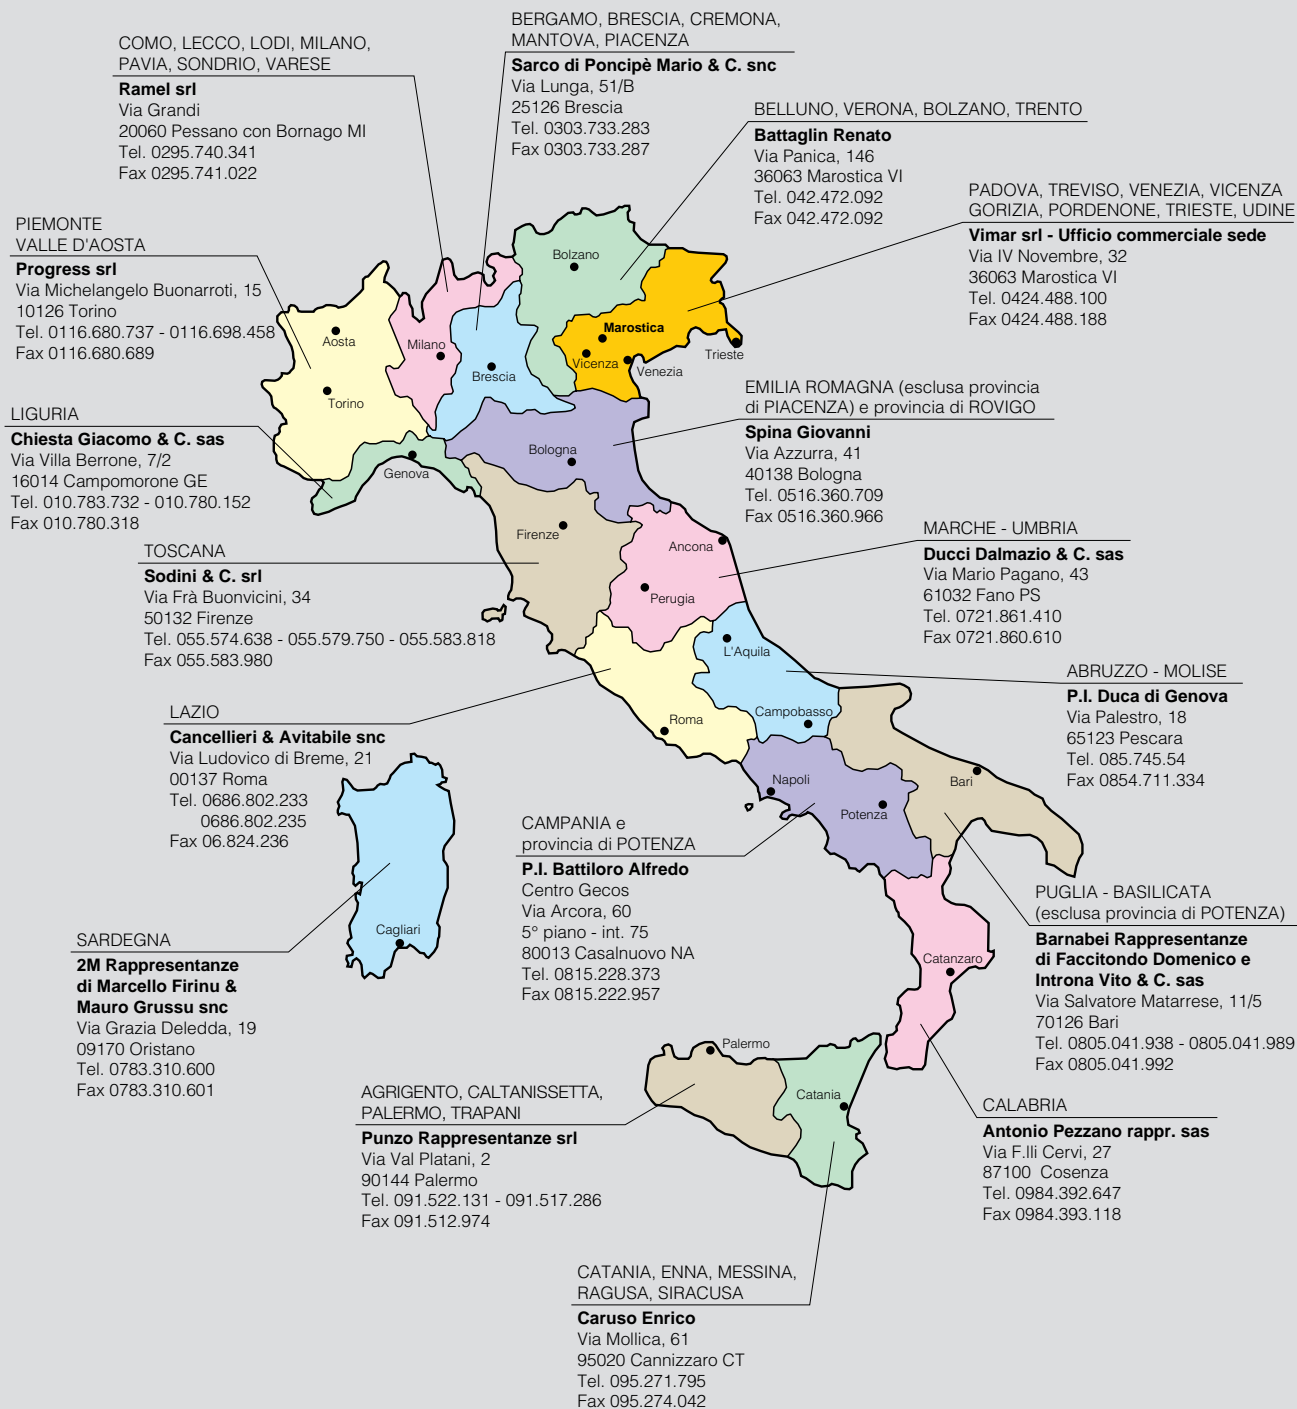 COMO, LECCO, LODI, MILANO,
PAVIA, SONDRIO, VARESE
Ramel srl
Via Grandi
20060 Pessano con Bornago MI
Tel. 0295.740.341
Fax 0295.741.022
BERGAMO, BRESCIA, CREMONA,
MANTOVA, PIACENZA
Sarco di Poncipè Mario & C. snc
Via Lunga, 51/B
25126 Brescia
Tel. 0303.733.283
Fax 0303.733.287
BELLUNO, VERONA, BOLZANO, TRENTO
Battaglin Renato
Via Panica, 146
36063 Marostica VI
Tel. 042.472.092
Fax 042.472.092
PADOVA, TREVISO, VENEZIA, VICENZA
GORIZIA, PORDENONE, TRIESTE, UDINE
Vimar srl - Ufficio commerciale sede
Via IV Novembre, 32
36063 Marostica VI
Tel. 0424.488.100
Fax 0424.488.188
PIEMONTE
VALLE D'AOSTA
Progress srl
Via Michelangelo Buonarroti, 15
10126 Torino
Tel. 0116.680.737 - 0116.698.458
Fax 0116.680.689
LIGURIA
Chiesta Giacomo & C. sas
Via Villa Berrone, 7/2
16014 Campomorone GE
Tel. 010.783.732 - 010.780.152
Fax 010.780.318
EMILIA ROMAGNA (esclusa provincia
di PIACENZA) e provincia di ROVIGO
Spina Giovanni
Via Azzurra, 41
40138 Bologna
Tel. 0516.360.709
Fax 0516.360.966
MARCHE - UMBRIA
Ducci Dalmazio & C. sas
Via Mario Pagano, 43
61032 Fano PS
Tel. 0721.861.410
Fax 0721.860.610
TOSCANA
Sodini & C. srl
Via Frà Buonvicini, 34
50132 Firenze
Tel. 055.574.638 - 055.579.750 - 055.583.818
Fax 055.583.980
ABRUZZO - MOLISE
P.I. Duca di Genova
Via Palestro, 18
65123 Pescara
Tel. 085.745.54
Fax 0854.711.334
LAZIO
Cancellieri & Avitabile snc
Via Ludovico di Breme, 21
00137 Roma
Tel. 0686.802.233
0686.802.235
Fax 06.824.236
CAMPANIA e
provincia di POTENZA
P.I. Battiloro Alfredo
Centro Gecos
Via Arcora, 60
5° piano - int. 75
80013 Casalnuovo NA
Tel. 0815.228.373
Fax 0815.222.957
PUGLIA - BASILICATA
(esclusa provincia di POTENZA)
Barnabei Rappresentanze
di Faccitondo Domenico e
Introna Vito & C. sas
Via Salvatore Matarrese, 11/5
70126 Bari
Tel. 0805.041.938 - 0805.041.989
Fax 0805.041.992
SARDEGNA
2M Rappresentanze
di Marcello Firinu &
Mauro Grussu snc
Via Grazia Deledda, 19
09170 Oristano
Tel. 0783.310.600
Fax 0783.310.601
AGRIGENTO, CALTANISSETTA,
PALERMO, TRAPANI
Punzo Rappresentanze srl
Via Val Platani, 2
90144 Palermo
Tel. 091.522.131 - 091.517.286
Fax 091.512.974
CALABRIA
Antonio Pezzano rappr. sas
Via F.lli Cervi, 27
87100 Cosenza
Tel. 0984.392.647
Fax 0984.393.118
CATANIA, ENNA, MESSINA,
RAGUSA, SIRACUSA
Caruso Enrico
Via Mollica, 61
95020 Cannizzaro CT
Tel. 095.271.795
Fax 095.274.042
Bolzano
Aosta
Milano
Brescia
Marostica
Vicenza
Venezia
Trieste
Torino
Genova
Bologna
Firenze
Ancona
Perugia
L'Aquila
Roma
Campobasso
Napoli
Potenza
Bari
Cagliari
Catanzaro
Palermo
Catania